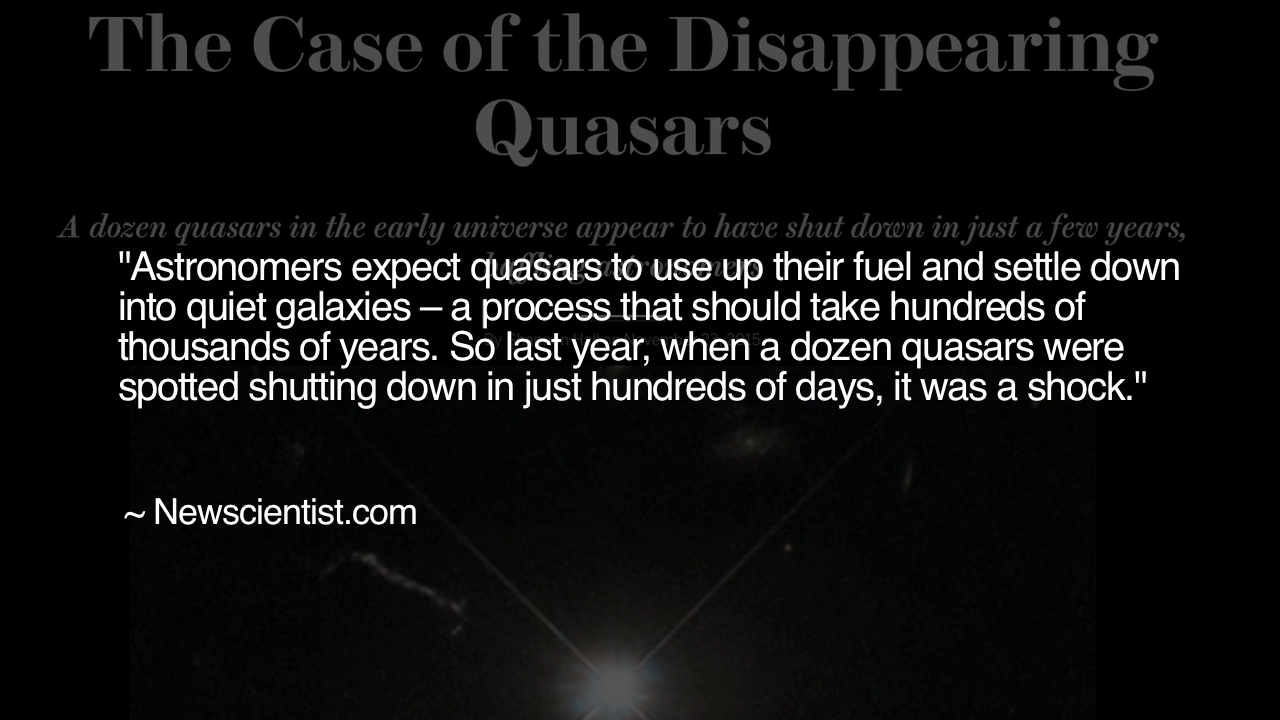 The Case of the Disappearing
Quasars
A dozen quasars in the early universe appear to have shut down in just a few years,
"Astronomers expect quasars to use up their fuel and settle down
into quiet galaxies – a process that should take hundreds of
thousands of years. So last year, when a dozen quasars were
spotted shutting down in just hundreds of days, it was a shock."
~ Newscientist.com